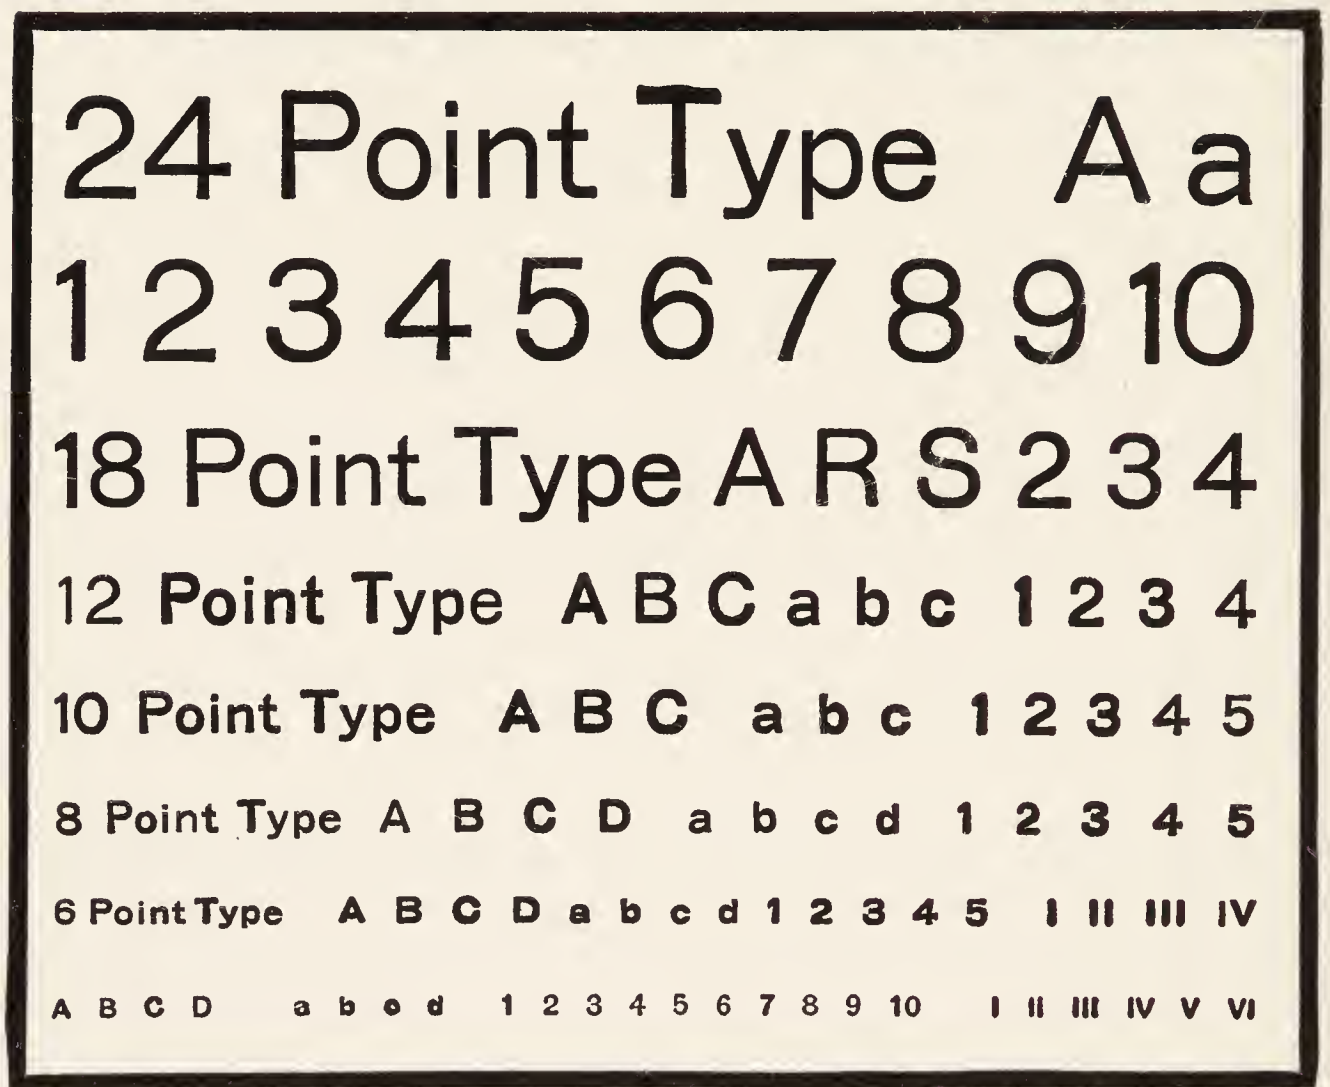 24 Point Type A a
1 2 3 4 5 6 7 8 9 10
18 Point Type A R S 2 3 4
12 Point Type A B C a b c 1 2 3 4
10 Point Type A B C a b c 1 2 3 4 5
8 Point Type A B C D a b c d 1 2 3 4 5
6 Point Type A B C D a b c d 1 2 3 4 5 I II III IV
A B C D a b c d 1 2 3 4 5 6 7 8 9 10 I II III IV V VI